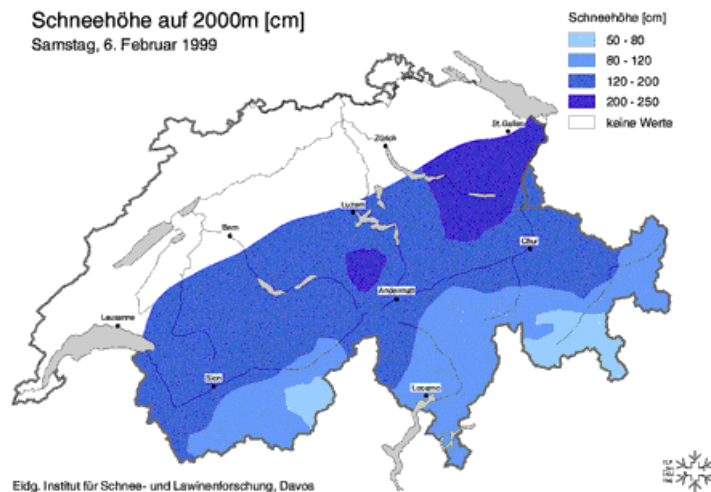 Schneehöhe auf 2000m [cm]
Samstag, 6. Februar 1999
Schneehöhe [cm]
50 - 80
80 - 120
120 - 200
200 - 250
keine Werte
St. Gallen
Zürich
Luzern
Bern
Chur
Andermatt
Lausanne
Sion
Locarno
Eidg. Institut für Schnee- und Lawinenforschung, Davos